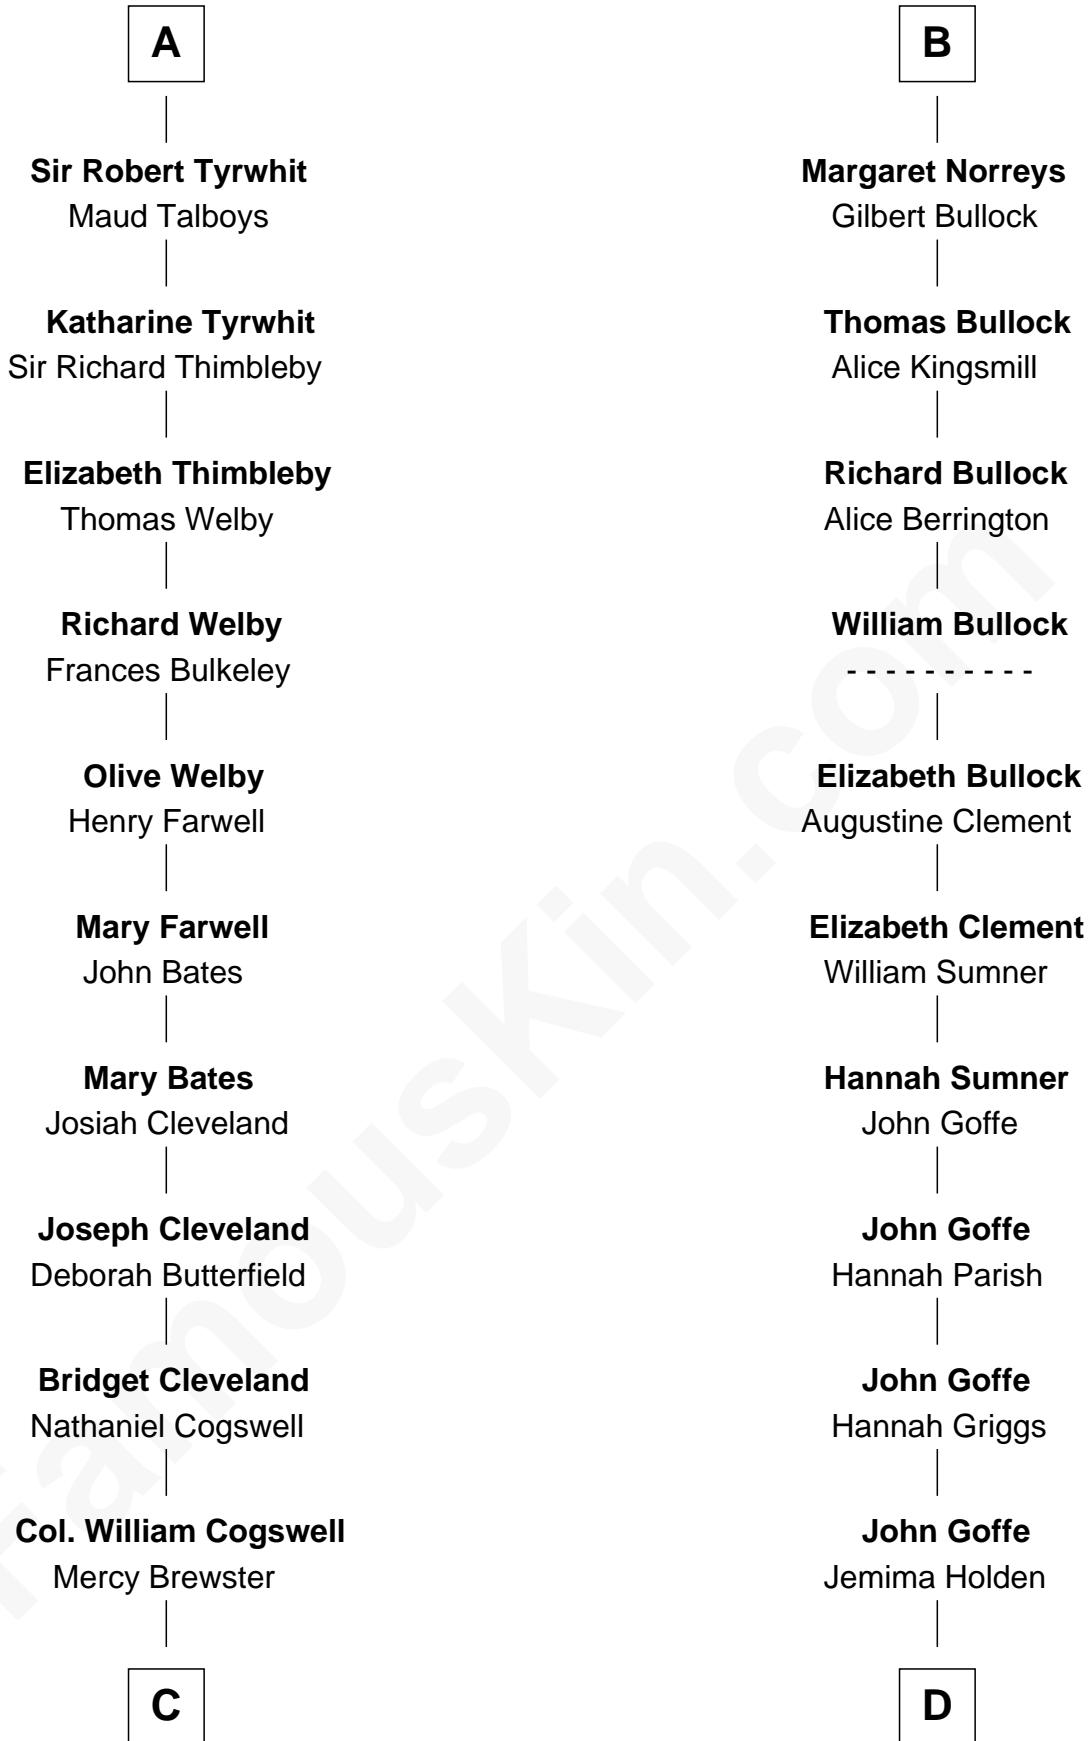 A
Sir Robert Tyrwhit
Maud Talboys
Katharine Tyrwhit
Sir Richard Thimbleby
Elizabeth Thimbleby
Thomas Welby
Richard Welby
Frances Bulkeley
Olive Welby
Henry Farwell
Mary Farwell
John Bates
Mary Bates
Josiah Cleveland
Joseph Cleveland
Deborah Butterfield
Bridget Cleveland
Nathaniel Cogswell
Col. William Cogswell
Mercy Brewster
C
B
Margaret Norreys
Gilbert Bullock
Thomas Bullock
Alice Kingsmill
Richard Bullock
Alice Berrington
William Bullock
- - - - - - - - - -
Elizabeth Bullock
Augustine Clement
Elizabeth Clement
William Sumner
Hannah Sumner
John Goffe
John Goffe
Hannah Parish
John Goffe
Hannah Griggs
John Goffe
Jemima Holden
D
FamousKin.com